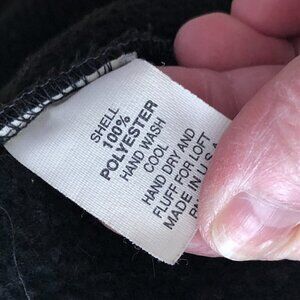 SHELL
100%
POLYESTER
HAND WASH
COOL
HAND DRY AND
FLUFF FOR LOFT
MADE IN U.S.A.